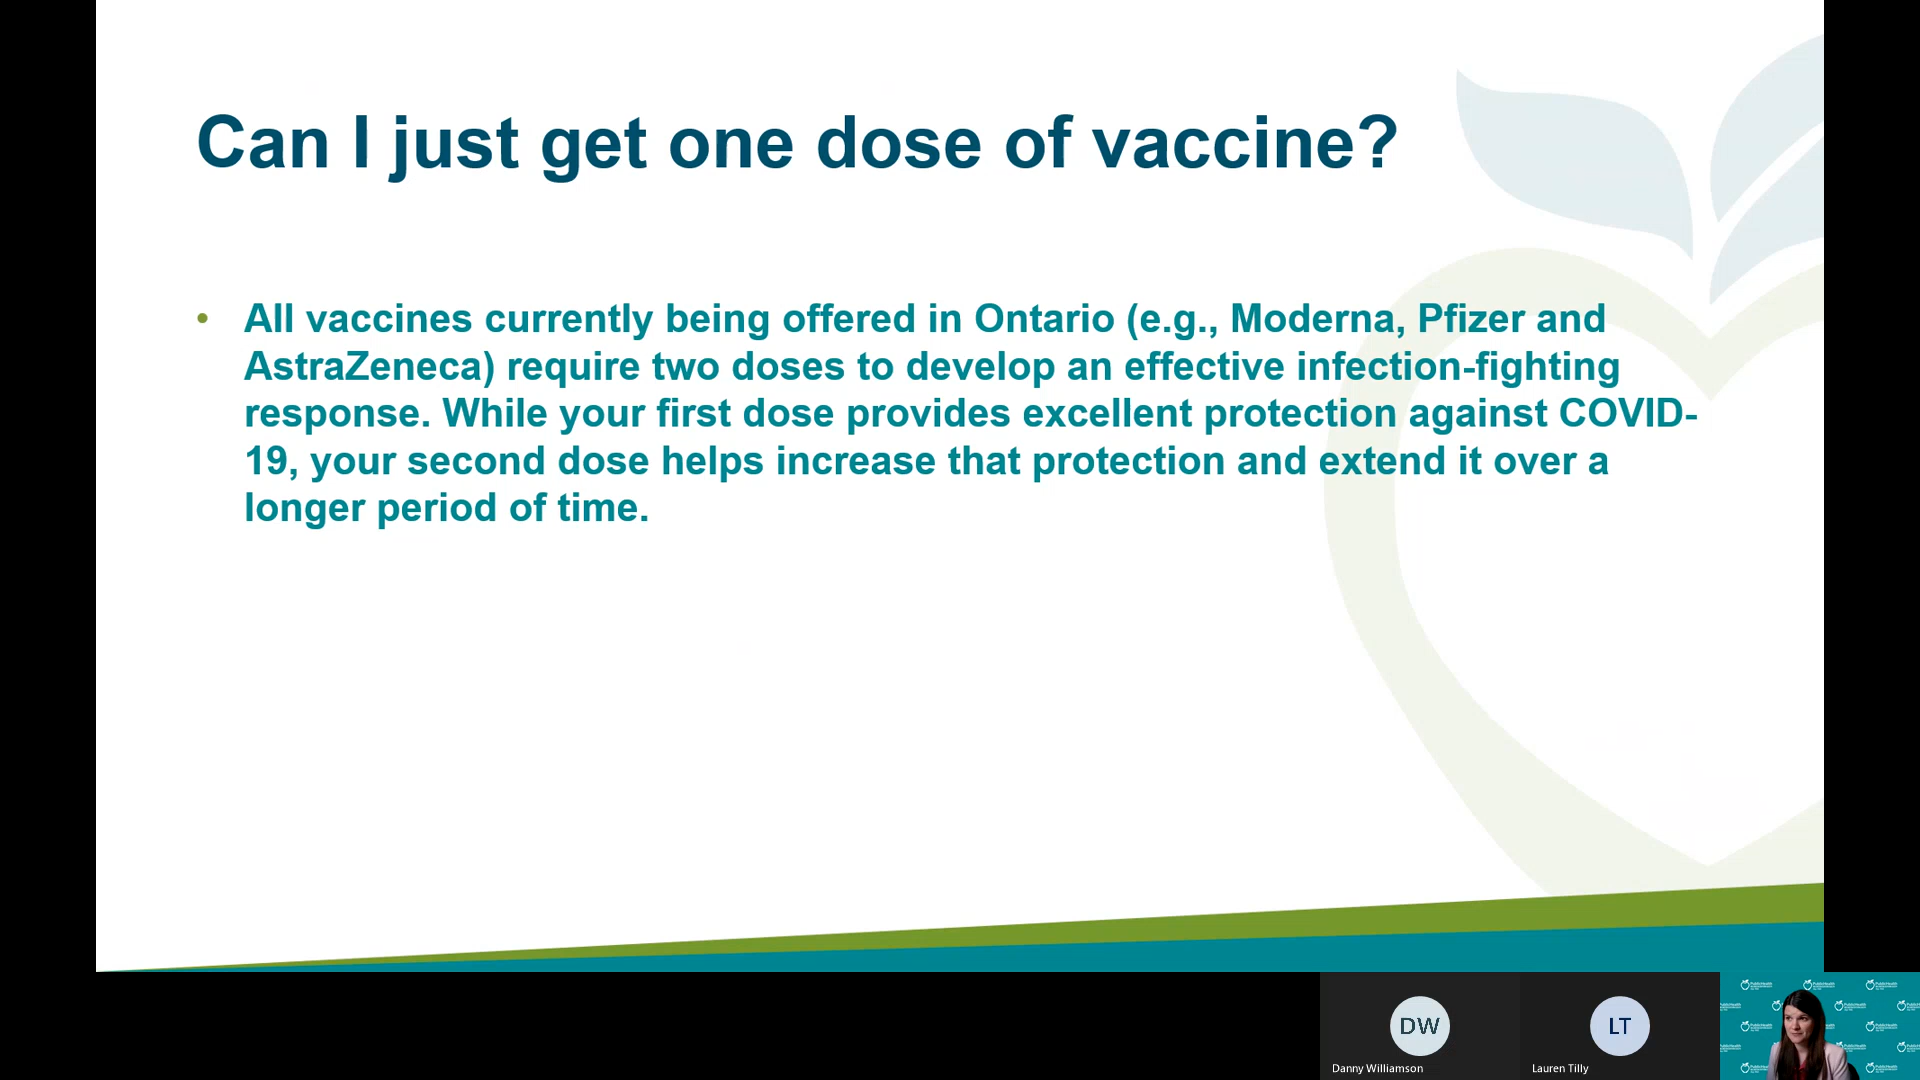 Can I just get one dose of vaccine?
• All vaccines currently being offered in Ontario (e.g., Moderna, Pfizer and
AstraZeneca) require two doses to develop an effective infection-fighting
response. While your first dose provides excellent protection against COVID-
19, your second dose helps increase that protection and extend it over a
longer period of time.
DW
LT
Danny Williamson
Lauren Tilly